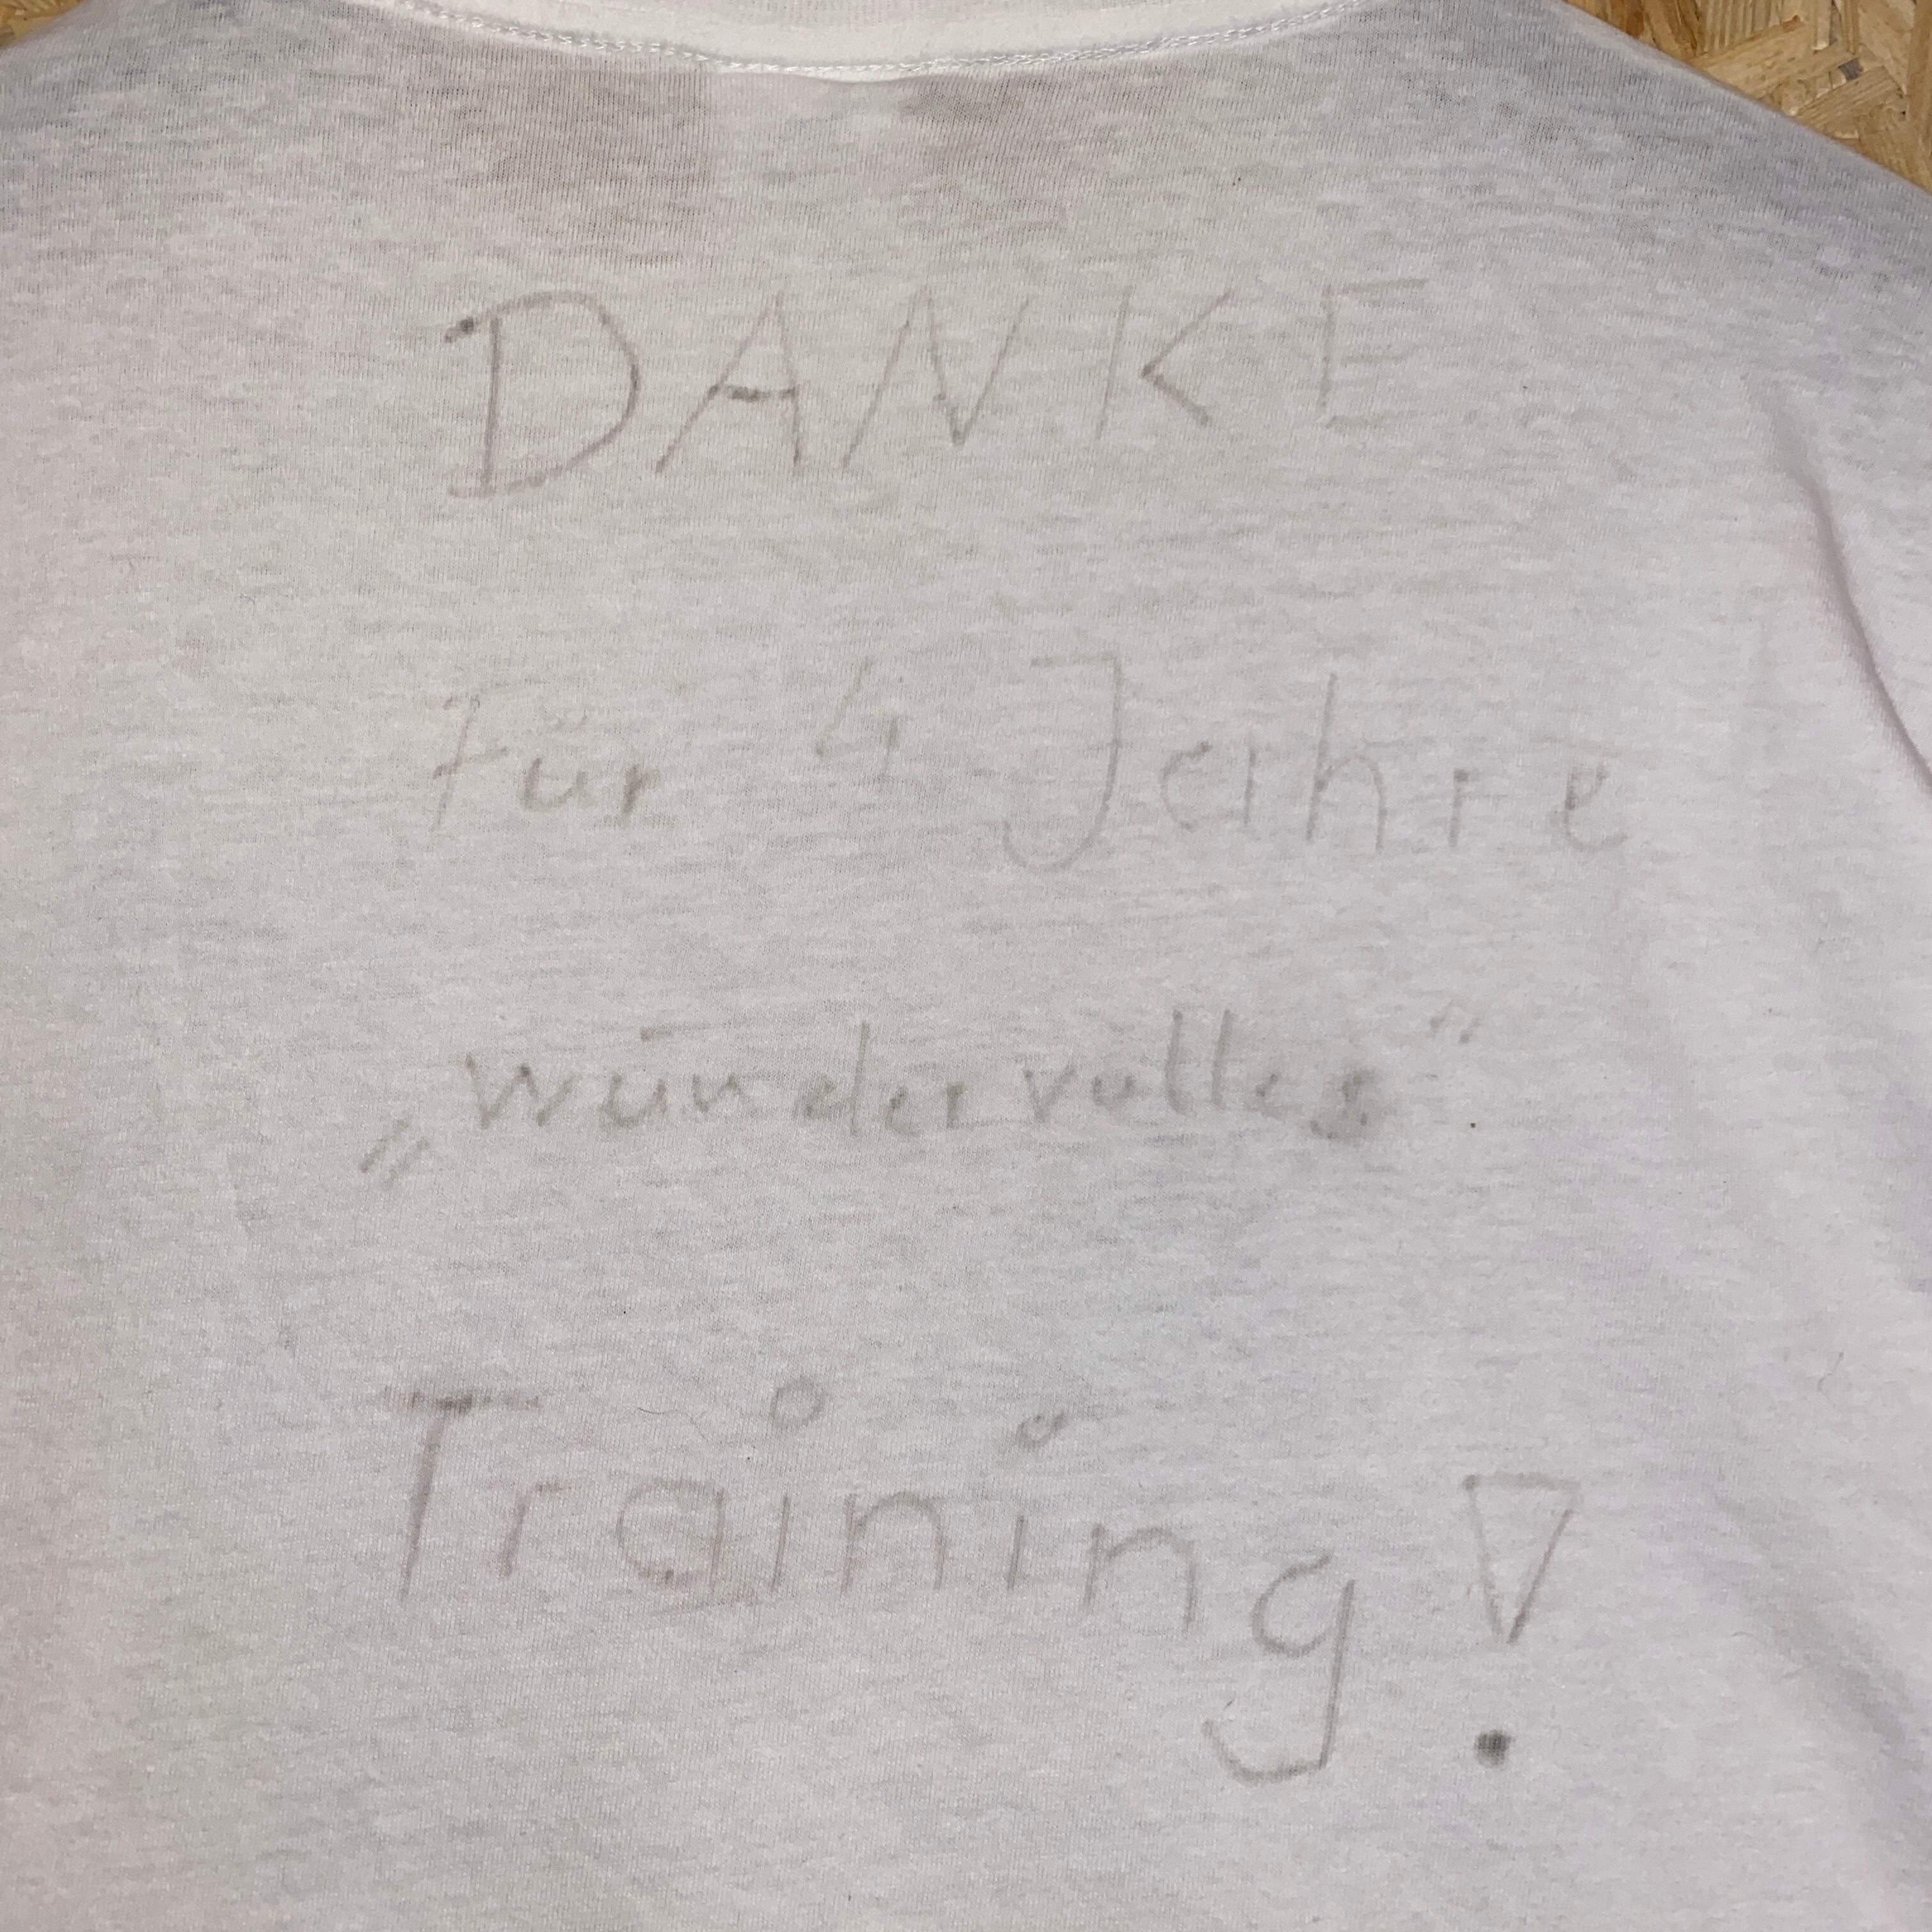 DANKE
für 4 Jahre
„wundervolles"
Training!